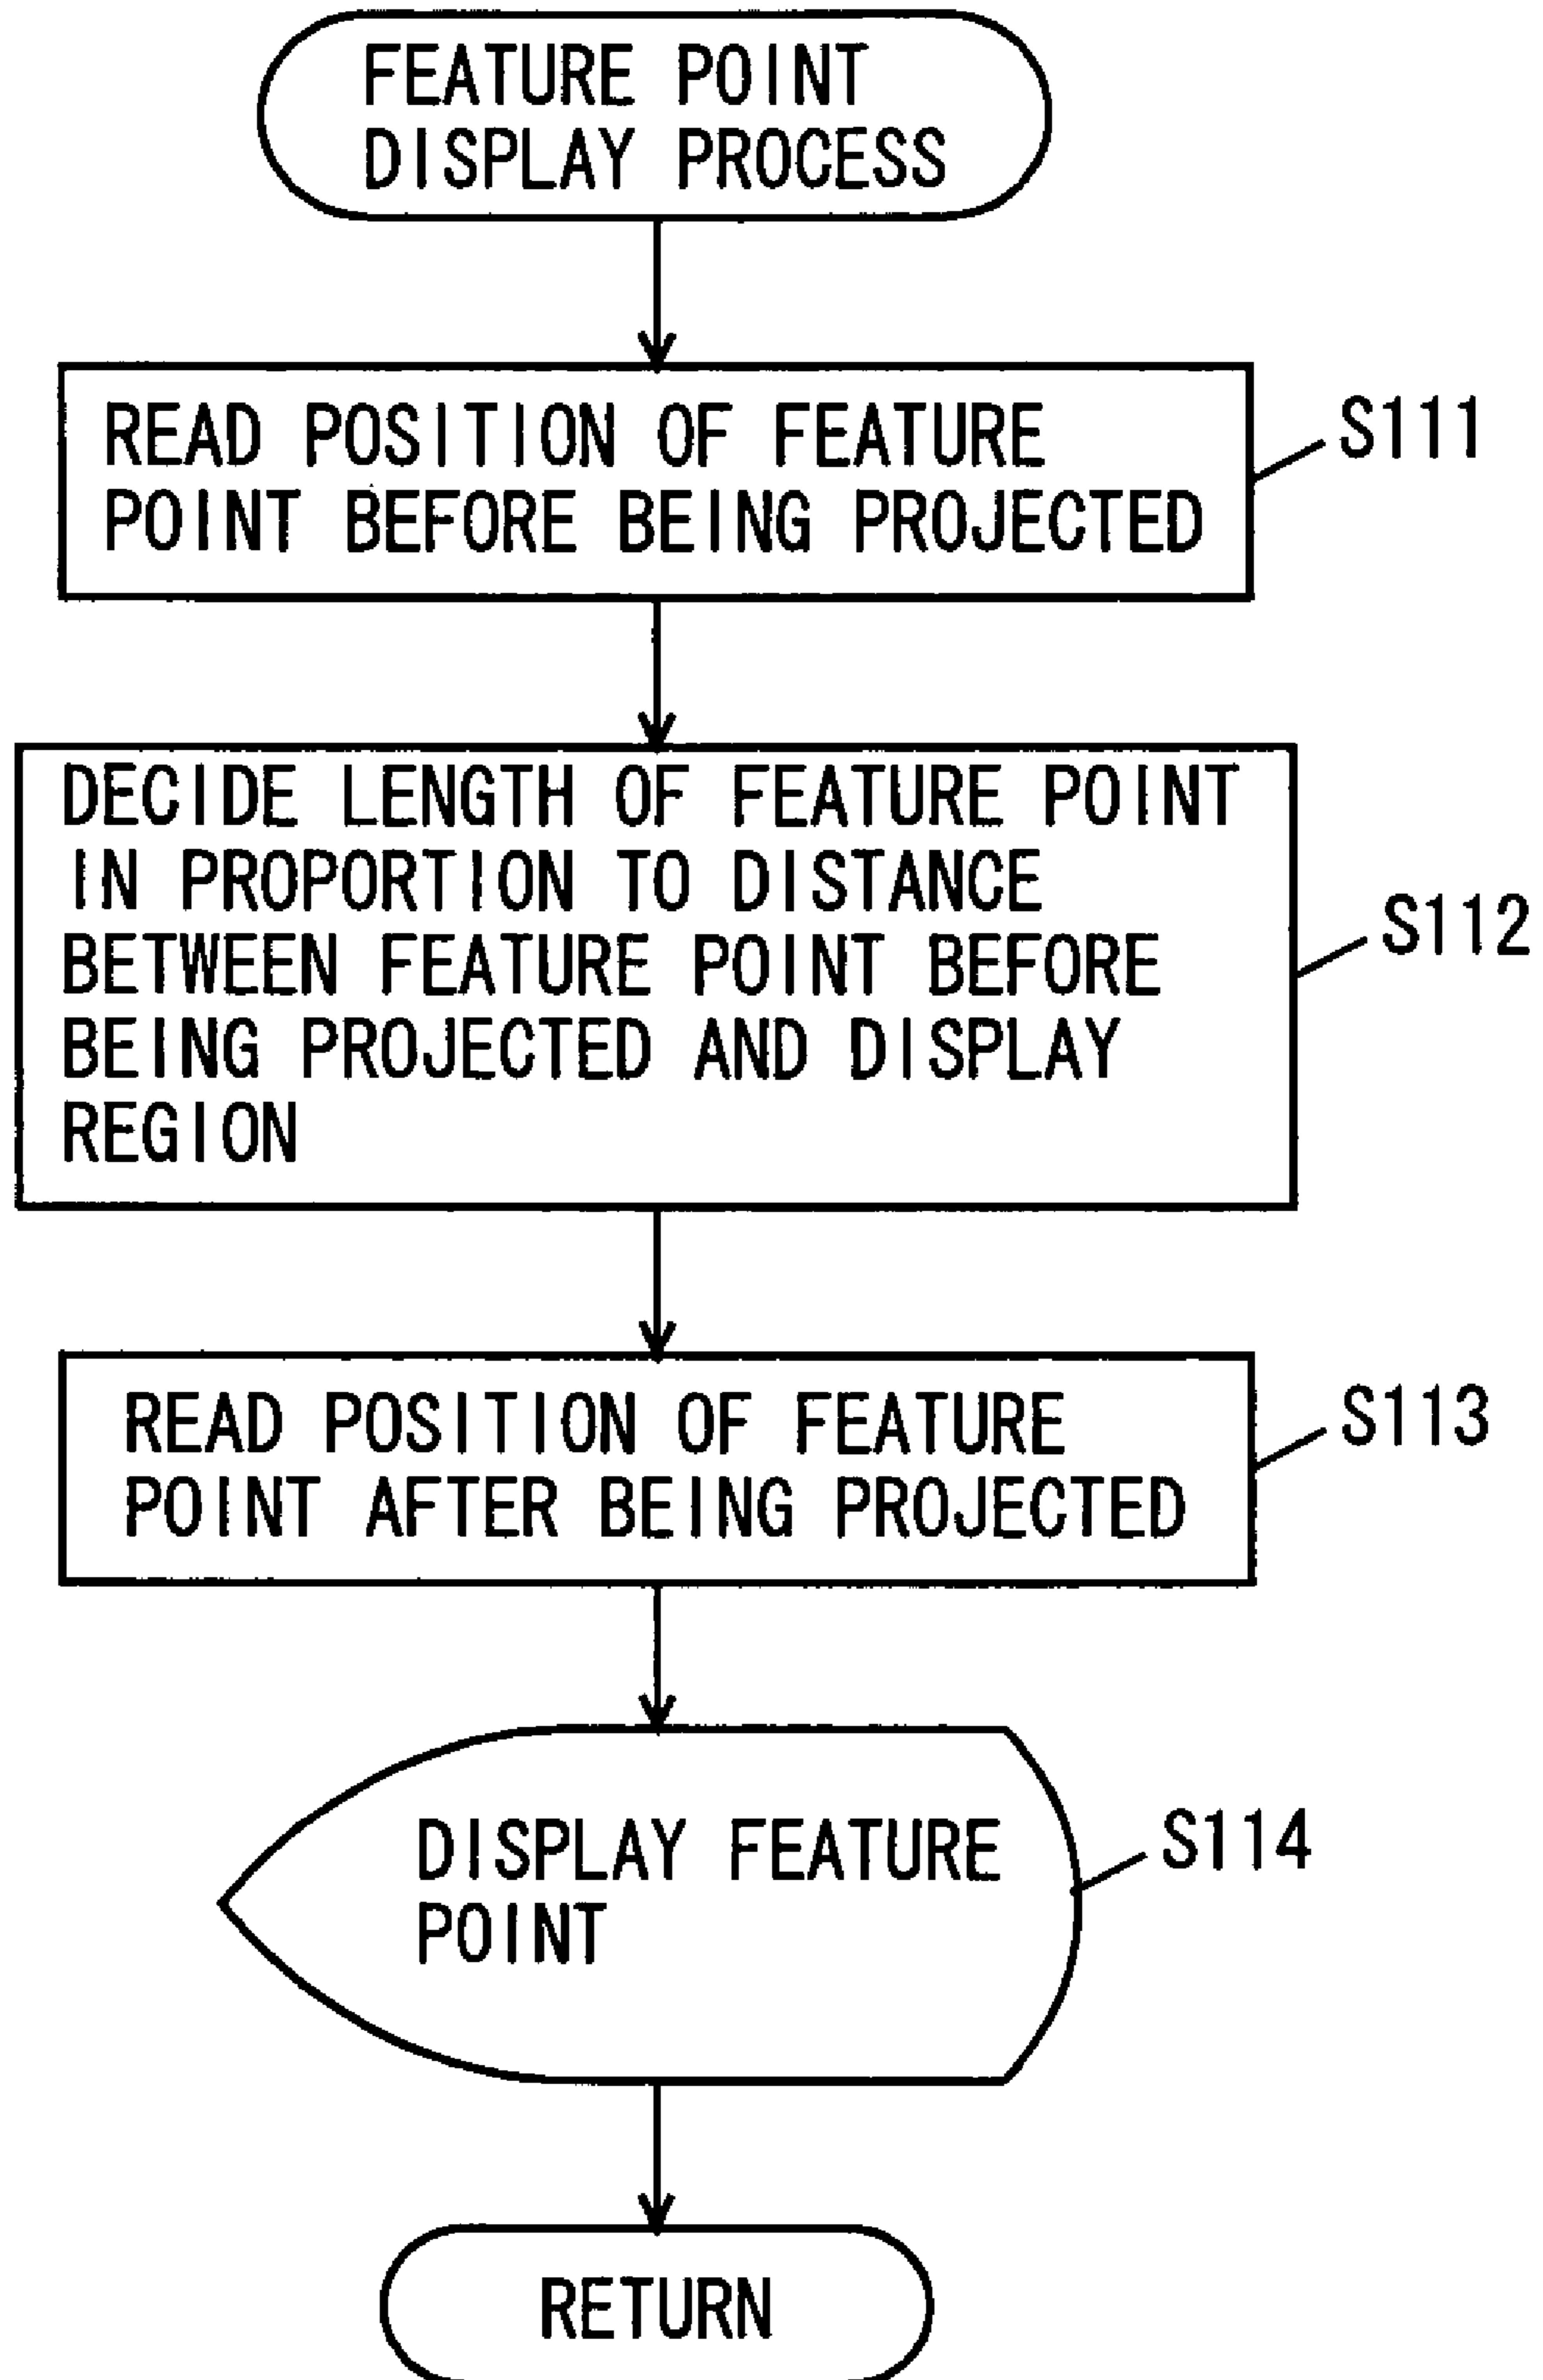 FEATURE POINT
DISPLAY PROCESS
READ POSITION OF FEATURE
POINT BEFORE BEING PROJECTED
S111
DECIDE LENGTH OF FEATURE POINT
IN PROPORTION TO DISTANCE
BETWEEN FEATURE POINT BEFORE
BEING PROJECTED AND DISPLAY
REGION
S112
READ POSITION OF FEATURE
POINT AFTER BEING PROJECTED
S113
DISPLAY FEATURE
POINT
S114
RETURN